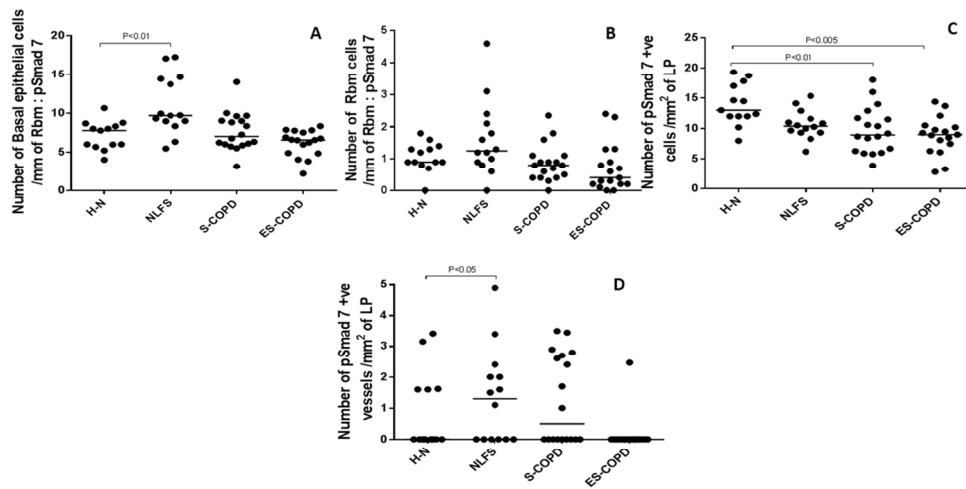 P<0.01
A
Number of Basal epithelial cells
/mm of Rbm : pSmad 7
20
15
10
5
0
H-N
NLFS
S-COPD
ES-COPD
B
Number of Rbm cells
/mm of Rbm : pSmad 7
5
4
3
2
1
0
H-N
NLFS
S-COPD
ES-COPD
C
P<0.005
P<0.01
Number of pSmad 7 +ve
cells /mm² of LP
25
20
15
10
5
0
H-N
NLFS
S-COPD
ES-COPD
P<0.05
D
Number of pSmad 7 +ve
vessels /mm² of LP
5
4
3
2
1
0
H-N
NLFS
S-COPD
ES-COPD